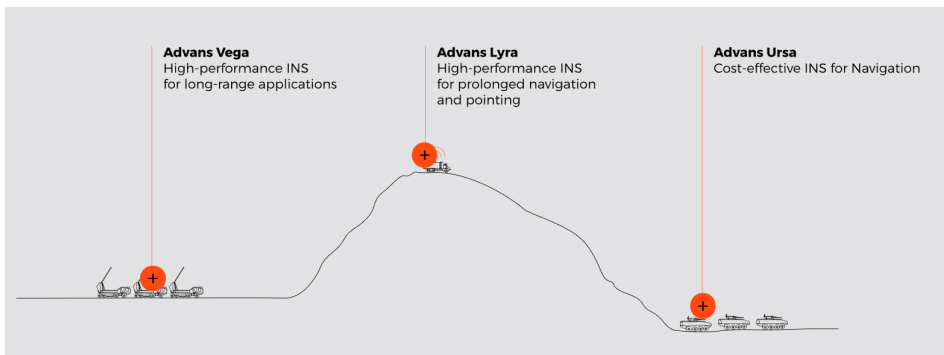 Advans Vega
High-performance INS
for long-range applications
Advans Lyra
High-performance INS
for prolonged navigation
and pointing
Advans Ursa
Cost-effective INS for Navigation